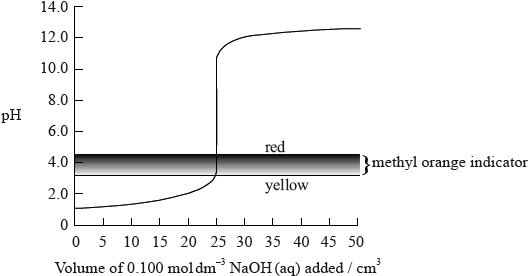 14.0
12.0
10.0
8.0
pH
6.0
red
4.0
methyl orange indicator
yellow
2.0
0
0 5 10 15 20 25 30 35 40 45 50
Volume of 0.100 mol dm⁻³ NaOH (aq) added / cm³